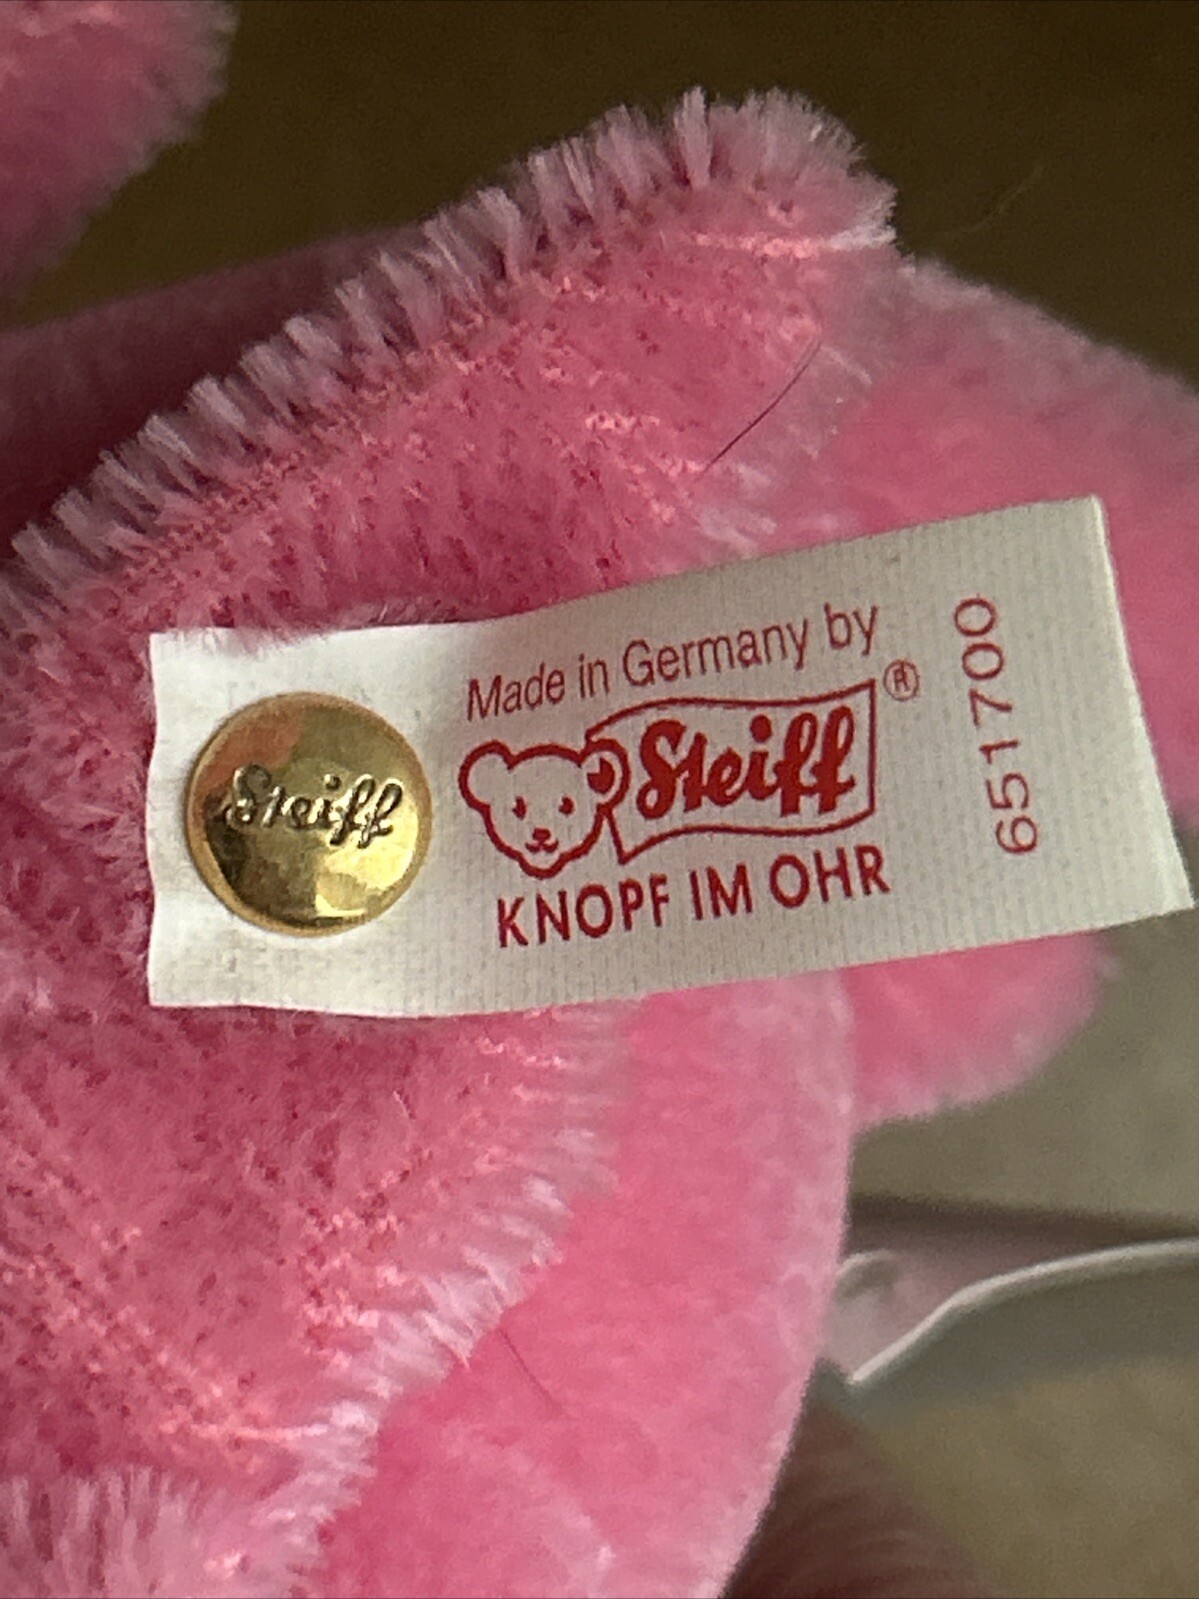 Steiff
Made in Germany by
Steiff ®
KNOPF IM OHR
651700